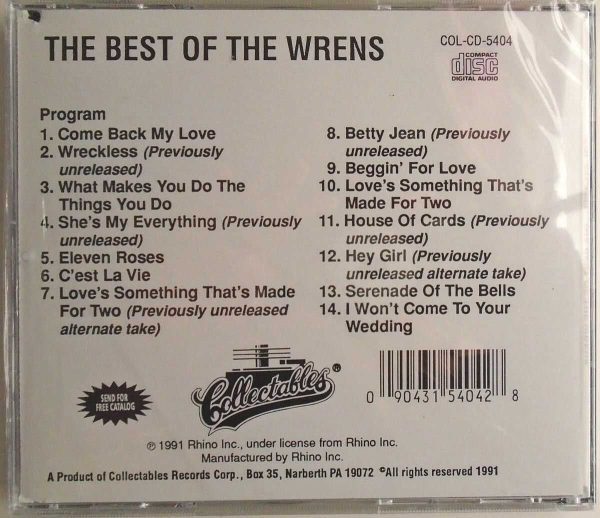 THE BEST OF THE WRENS
COL-CD-5404
COMPACT
disc
DIGITAL AUDIO
Program
1. Come Back My Love
2. Wreckless (Previously
unreleased)
3. What Makes You Do The
Things You Do
4. She's My Everything (Previously
unreleased)
5. Eleven Roses
6. C'est La Vie
7. Love's Something That's Made
For Two (Previously unreleased
alternate take)
8. Betty Jean (Previously
unreleased)
9. Beggin' For Love
10. Love's Something That's
Made For Two
11. House Of Cards (Previously
unreleased)
12. Hey Girl (Previously
unreleased alternate take)
13. Serenade Of The Bells
14. I Won't Come To Your
Wedding
SEND FOR
FREE CATALOG
Collectables®
0 90431 54042 8
℗ 1991 Rhino Inc., under license from Rhino Inc.
Manufactured by Rhino Inc.
A Product of Collectables Records Corp., Box 35, Narberth PA 19072 ©All rights reserved 1991